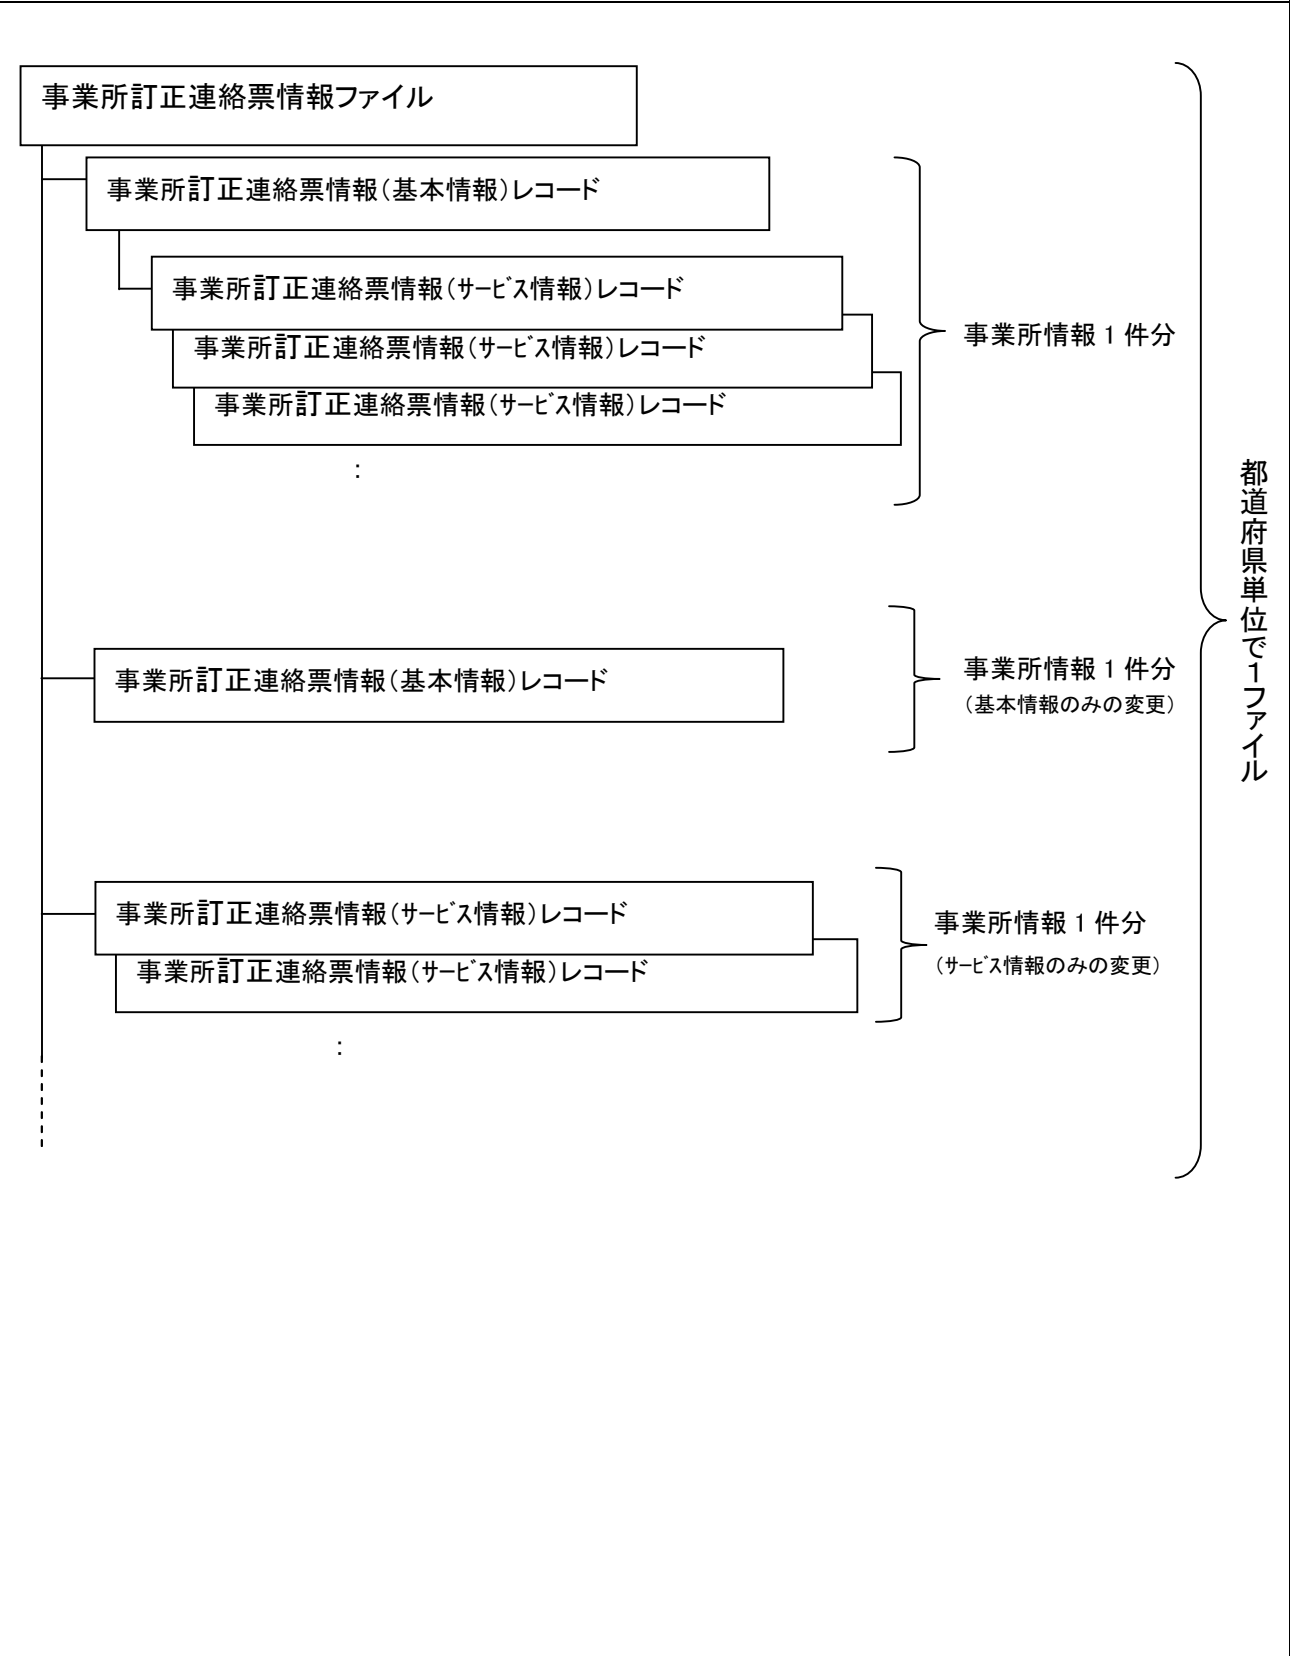 事業所訂正連絡票情報ファイル
事業所訂正連絡票情報（基本情報）レコード
事業所訂正連絡票情報（ｻｰﾋﾞｽ情報）レコード
事業所訂正連絡票情報（ｻｰﾋﾞｽ情報）レコード
事業所訂正連絡票情報（ｻｰﾋﾞｽ情報）レコード
：
事業所情報１件分
事業所訂正連絡票情報（基本情報）レコード
事業所情報１件分
（基本情報のみの変更）
事業所訂正連絡票情報（ｻｰﾋﾞｽ情報）レコード
事業所訂正連絡票情報（ｻｰﾋﾞｽ情報）レコード
：
事業所情報１件分
（ｻｰﾋﾞｽ情報のみの変更）
都道府県単位で１ファイル